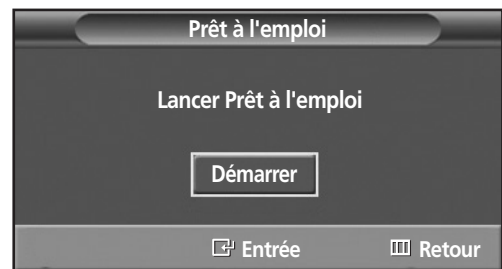 Prêt à l'emploi
Lancer Prêt à l'emploi
Démarrer
Entrée Retour